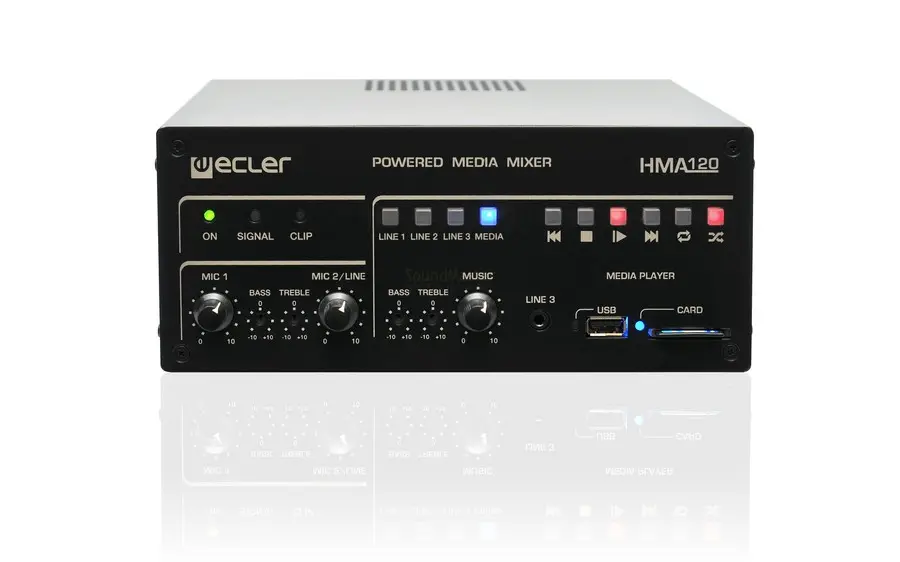 ecler
POWERED MEDIA MIXER
HMA120
ON SIGNAL CLIP
LINE 1 LINE 2 LINE 3 MEDIA
MIC 1 MIC 2/LINE
BASS TREBLE
0 0
-10 +10 -10 +10
0 10 0 10
MUSIC
BASS TREBLE
0 0
-10 +10 -10 +10
0 10
LINE 3
MEDIA PLAYER
USB CARD